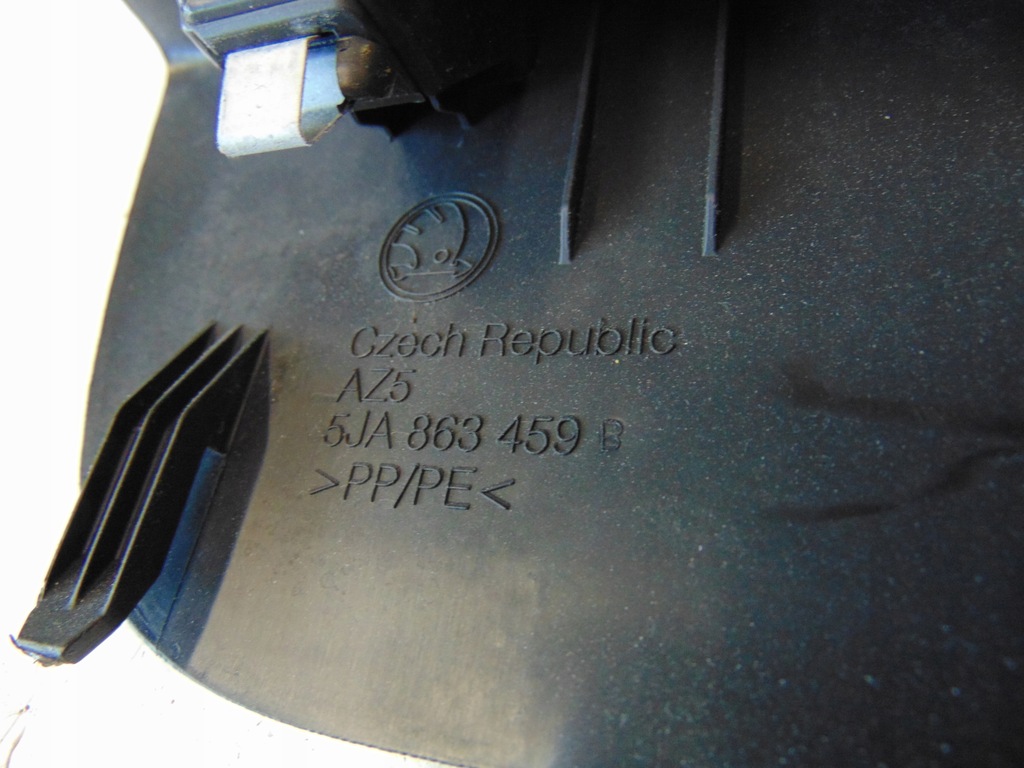 Czech Republic
AZ5
5JA 863 459 B
>PP/PE<